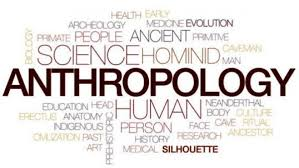 HEALTH EARLY
ARCHEOLOGY MEDICINE EVOLUTION
BIOLOGY PRIMATE PEOPLE ANCIENT PRIMITIVE
SCIENCE HOMINID CAVEMAN
MAN
ANTHROPOLOGY
EDUCATION HEAD HUMAN NEANDERTHAL
ERECTUS ANATOMY BODY CULTURE
INDIGENOUS PREHISTORIC PERSON FACE CAVE RITUAL
CIVILIZATION PAST HISTORY RESEARCH ANCESTOR
ART MEDICAL SILHOUETTE